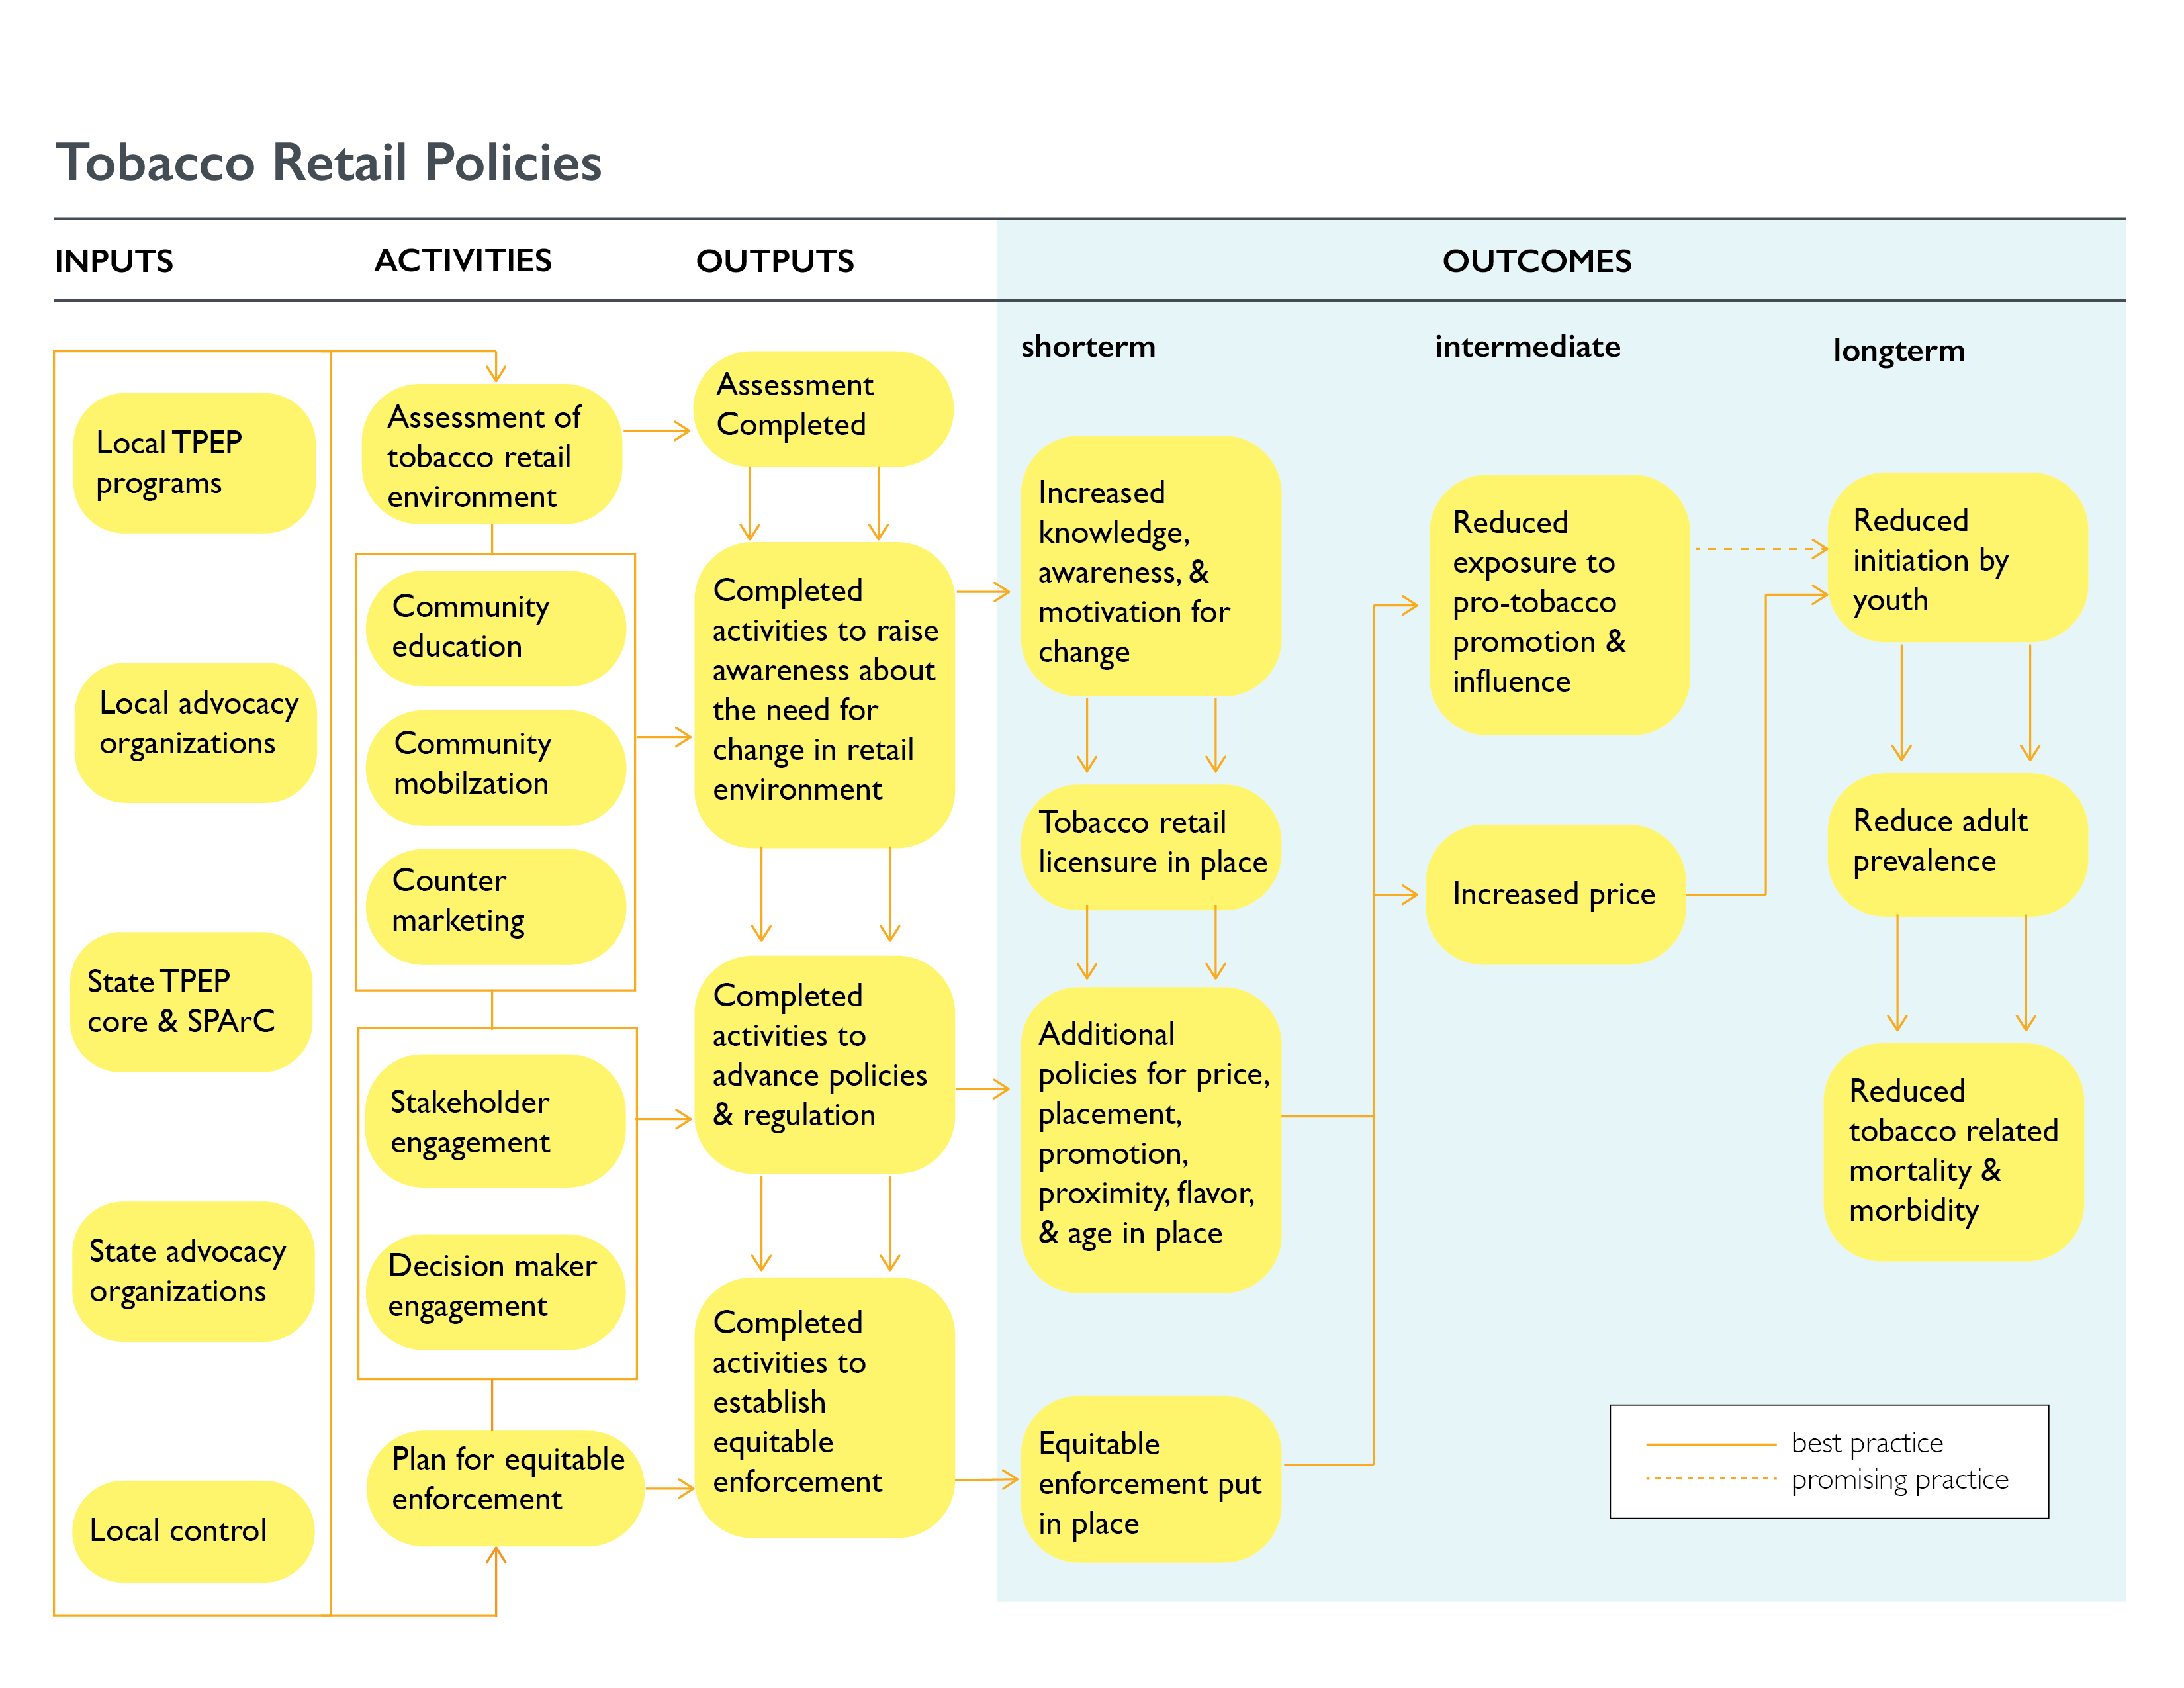 Tobacco Retail Policies
INPUTS
ACTIVITIES
OUTPUTS
OUTCOMES
shorterm
intermediate
longterm
Local TPEP
programs
Local advocacy
organizations
State TPEP
core & SPArC
State advocacy
organizations
Local control
Assessment of
tobacco retail
environment
Community
education
Community
mobilzation
Counter
marketing
Stakeholder
engagement
Decision maker
engagement
Plan for equitable
enforcement
Assessment
Completed
Completed
activities to raise
awareness about
the need for
change in retail
environment
Completed
activities to
advance policies
& regulation
Completed
activities to
establish
equitable
enforcement
Increased
knowledge,
awareness, &
motivation for
change
Tobacco retail
licensure in place
Additional
policies for price,
placement,
promotion,
proximity, flavor,
& age in place
Equitable
enforcement put
in place
Reduced
exposure to
pro-tobacco
promotion &
influence
Increased price
Reduced
initiation by
youth
Reduce adult
prevalence
Reduced
tobacco related
mortality &
morbidity
best practice
promising practice